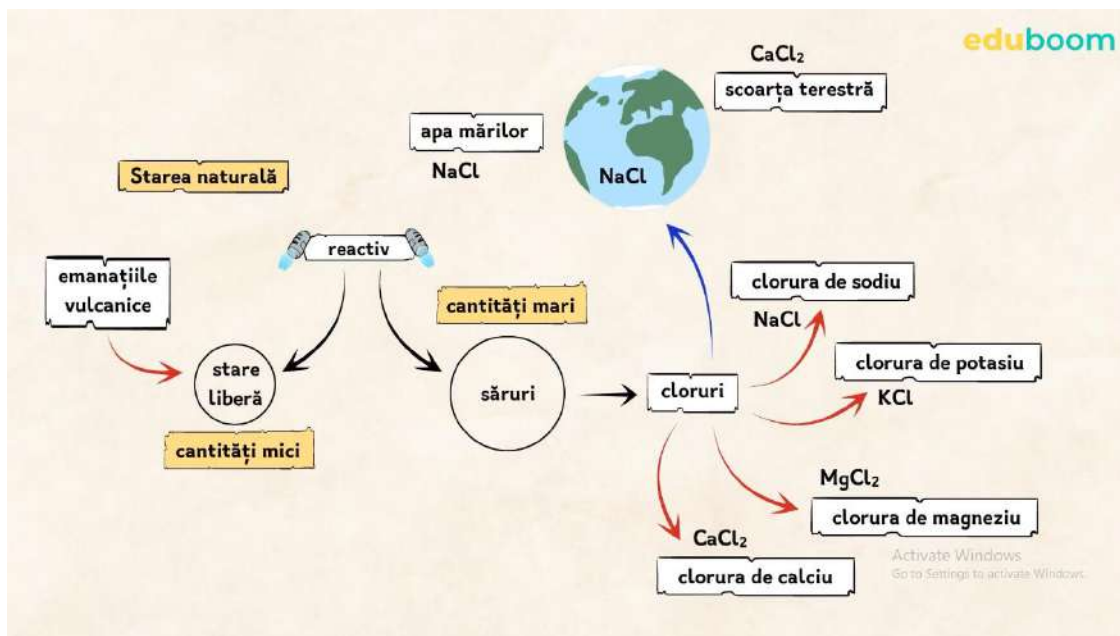 eduboom
CaCl₂
scoarța terestră
apa mărilor
NaCl
NaCl
Starea naturală
reactiv
emanațiile
vulcanice
cantități mari
clorura de sodiu
NaCl
stare
liberă
săruri
cloruri
clorura de potasiu
KCl
cantități mici
MgCl₂
clorura de magneziu
CaCl₂
clorura de calciu
Activate Windows
Go to Settings to activate Windows.